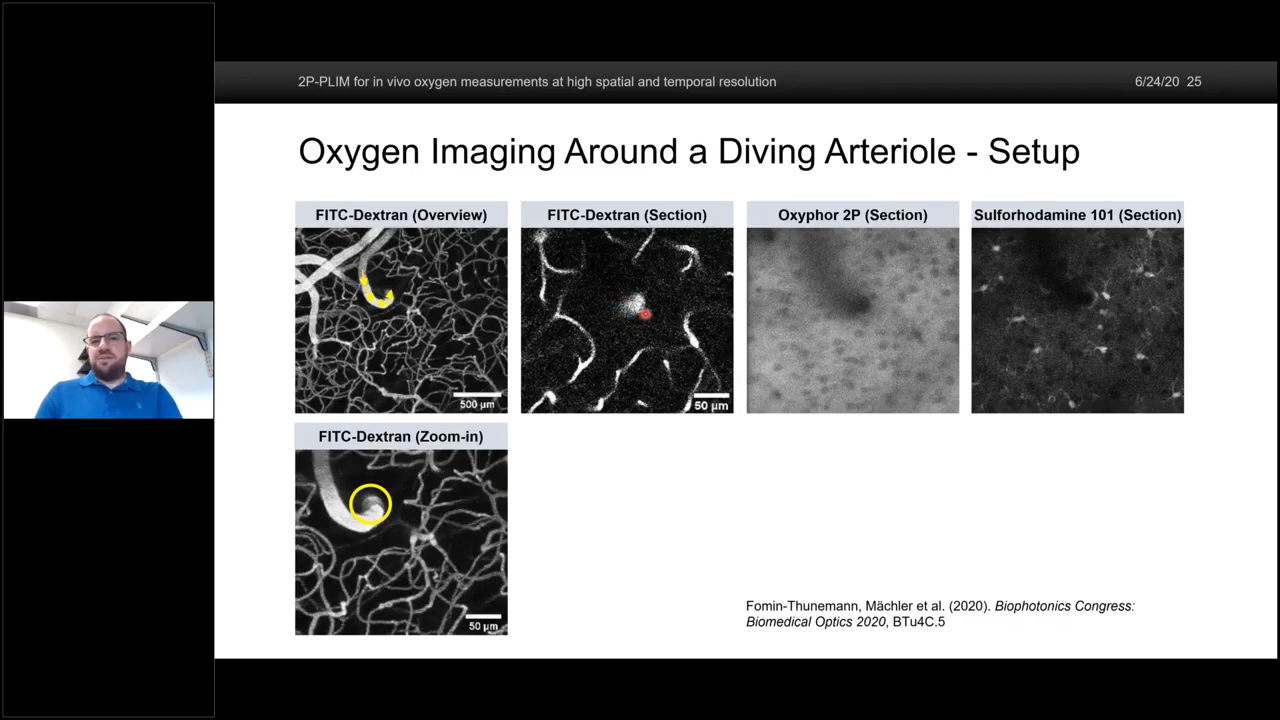 2P-PLIM for in vivo oxygen measurements at high spatial and temporal resolution
6/24/20 25
Oxygen Imaging Around a Diving Arteriole - Setup
FITC-Dextran (Overview)
500 µm
FITC-Dextran (Section)
50 µm
Oxyphor 2P (Section)
Sulforhodamine 101 (Section)
FITC-Dextran (Zoom-in)
50 µm
Fomin-Thunemann, Mächler et al. (2020). Biophotonics Congress:
Biomedical Optics 2020, BTu4C.5